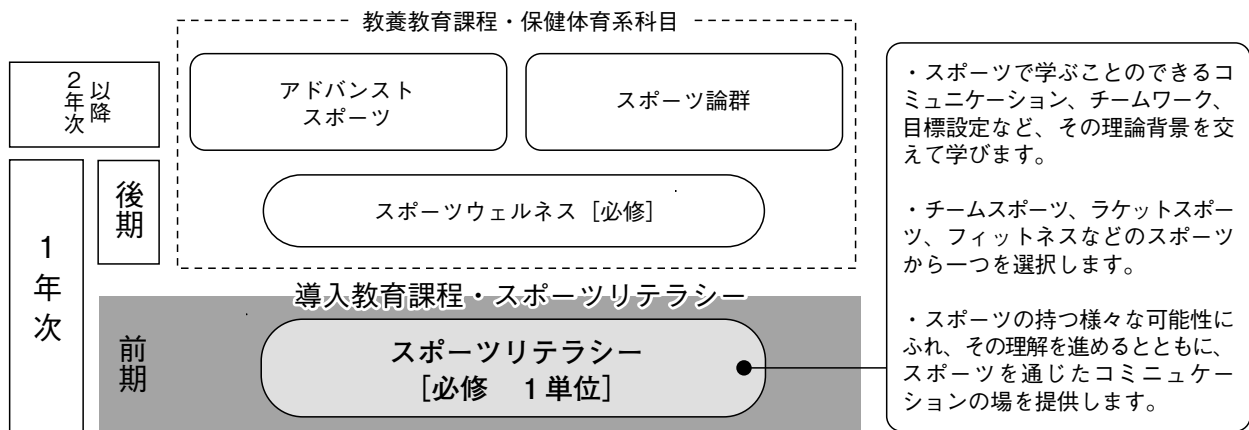 教養教育課程・保健体育系科目
２年次
以降
アドバンスト
スポーツ
スポーツ論群
後期
スポーツウェルネス［必修］
１年次
導入教育課程・スポーツリテラシー
前期
スポーツリテラシー
［必修　１単位］
・スポーツで学ぶことのできるコ
ミュニケーション、チームワーク、
目標設定など、その理論背景を交
えて学びます。
・チームスポーツ、ラケットスポー
ツ、フィットネスなどのスポーツ
から一つを選択します。
・スポーツの持つ様々な可能性に
ふれ、その理解を進めるとともに、
スポーツを通じたコミニュケー
ションの場を提供します。